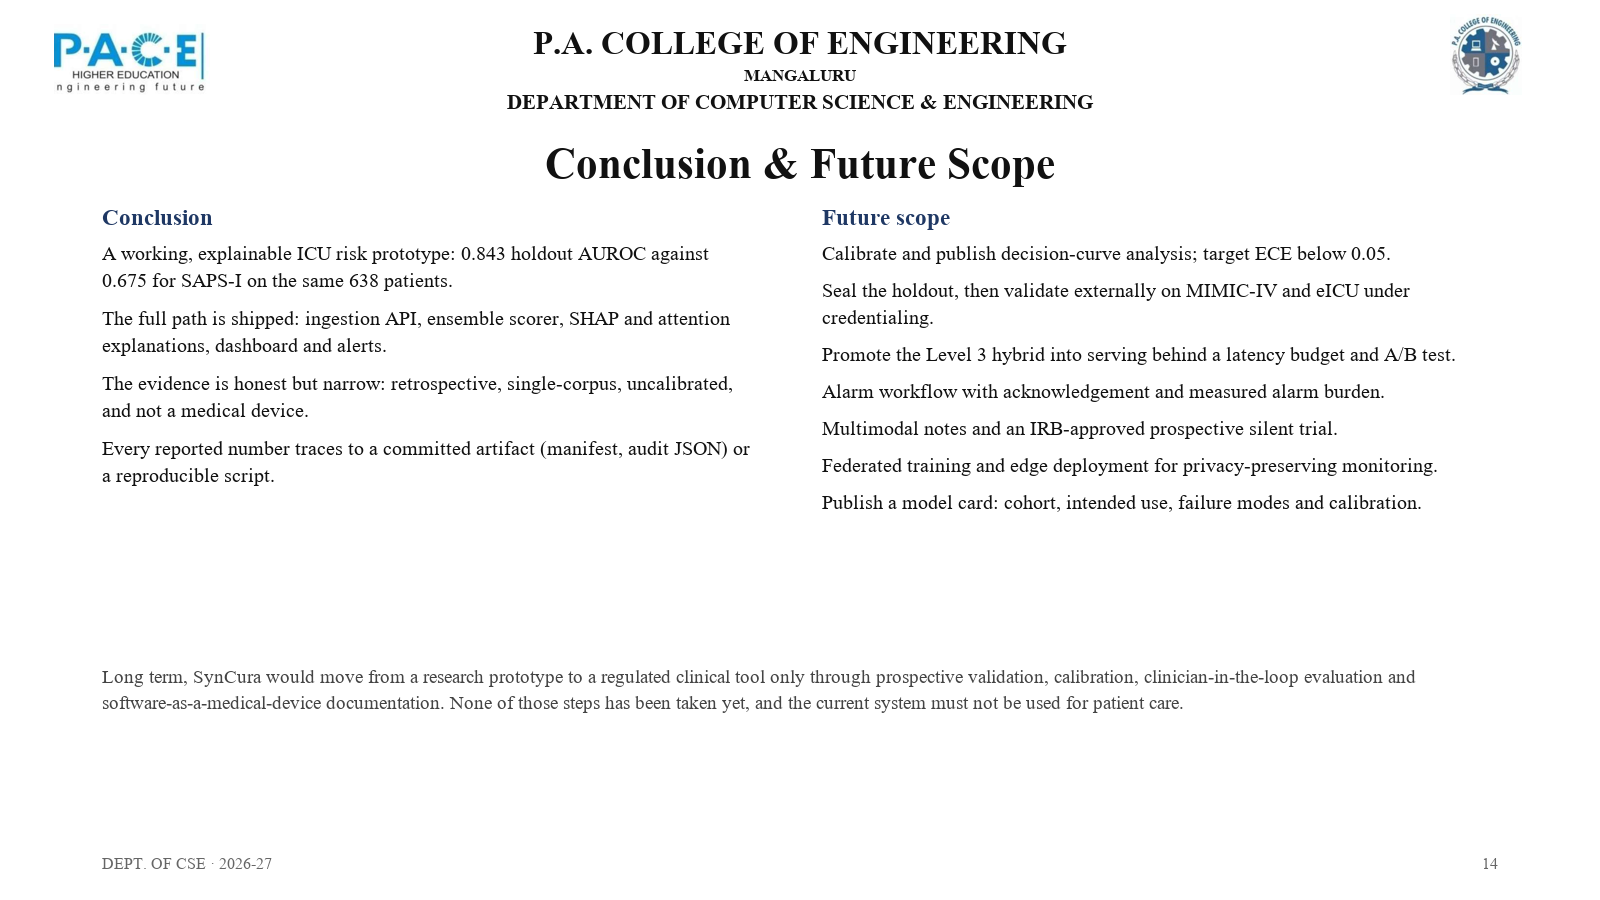 P·A·C·E
HIGHER EDUCATION
ngineering future
P.A. COLLEGE OF ENGINEERING
MANGALURU
DEPARTMENT OF COMPUTER SCIENCE & ENGINEERING
P.A. COLLEGE OF ENGINEERING
Conclusion & Future Scope
Conclusion
A working, explainable ICU risk prototype: 0.843 holdout AUROC against
0.675 for SAPS-I on the same 638 patients.
The full path is shipped: ingestion API, ensemble scorer, SHAP and attention
explanations, dashboard and alerts.
The evidence is honest but narrow: retrospective, single-corpus, uncalibrated,
and not a medical device.
Every reported number traces to a committed artifact (manifest, audit JSON) or
a reproducible script.
Future scope
Calibrate and publish decision-curve analysis; target ECE below 0.05.
Seal the holdout, then validate externally on MIMIC-IV and eICU under
credentialing.
Promote the Level 3 hybrid into serving behind a latency budget and A/B test.
Alarm workflow with acknowledgement and measured alarm burden.
Multimodal notes and an IRB-approved prospective silent trial.
Federated training and edge deployment for privacy-preserving monitoring.
Publish a model card: cohort, intended use, failure modes and calibration.
Long term, SynCura would move from a research prototype to a regulated clinical tool only through prospective validation, calibration, clinician-in-the-loop evaluation and
software-as-a-medical-device documentation. None of those steps has been taken yet, and the current system must not be used for patient care.
DEPT. OF CSE · 2026-27
14